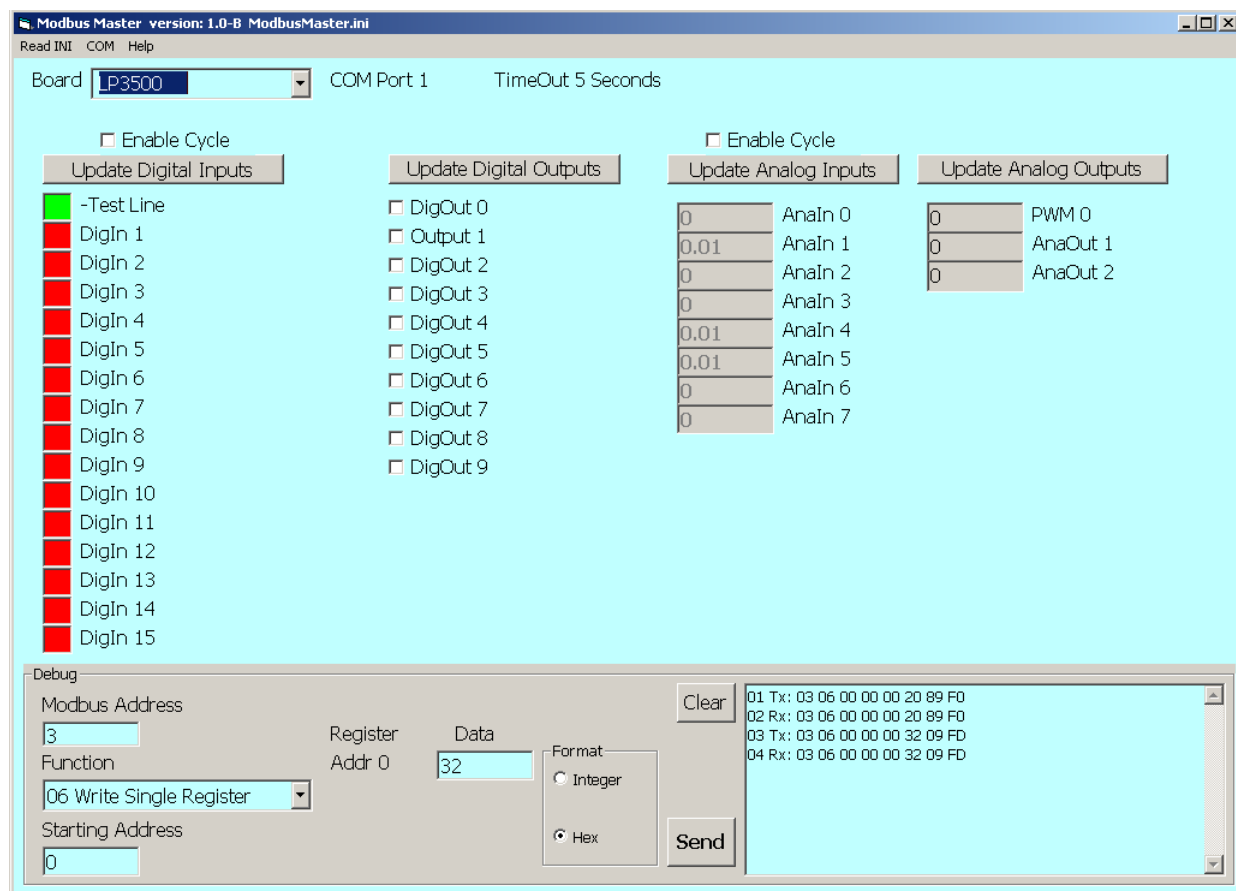 Modbus Master version: 1.0-B ModbusMaster.ini
Read INI COM Help
Board LP3500 COM Port 1 TimeOut 5 Seconds
Enable Cycle
Update Digital Inputs
-Test Line
DigIn 1
DigIn 2
DigIn 3
DigIn 4
DigIn 5
DigIn 6
DigIn 7
DigIn 8
DigIn 9
DigIn 10
DigIn 11
DigIn 12
DigIn 13
DigIn 14
DigIn 15
Update Digital Outputs
DigOut 0
Output 1
DigOut 2
DigOut 3
DigOut 4
DigOut 5
DigOut 6
DigOut 7
DigOut 8
DigOut 9
Enable Cycle
Update Analog Inputs
0 AnaIn 0
0.01 AnaIn 1
0 AnaIn 2
0 AnaIn 3
0.01 AnaIn 4
0.01 AnaIn 5
0 AnaIn 6
0 AnaIn 7
Update Analog Outputs
0 PWM 0
0 AnaOut 1
0 AnaOut 2
Debug
Modbus Address
3
Function
06 Write Single Register
Starting Address
0
Register Data
Addr 0 32
Format
Integer
Hex
Clear
Send
01 Tx: 03 06 00 00 00 20 89 F0
02 Rx: 03 06 00 00 00 20 89 F0
03 Tx: 03 06 00 00 00 32 09 FD
04 Rx: 03 06 00 00 00 32 09 FD